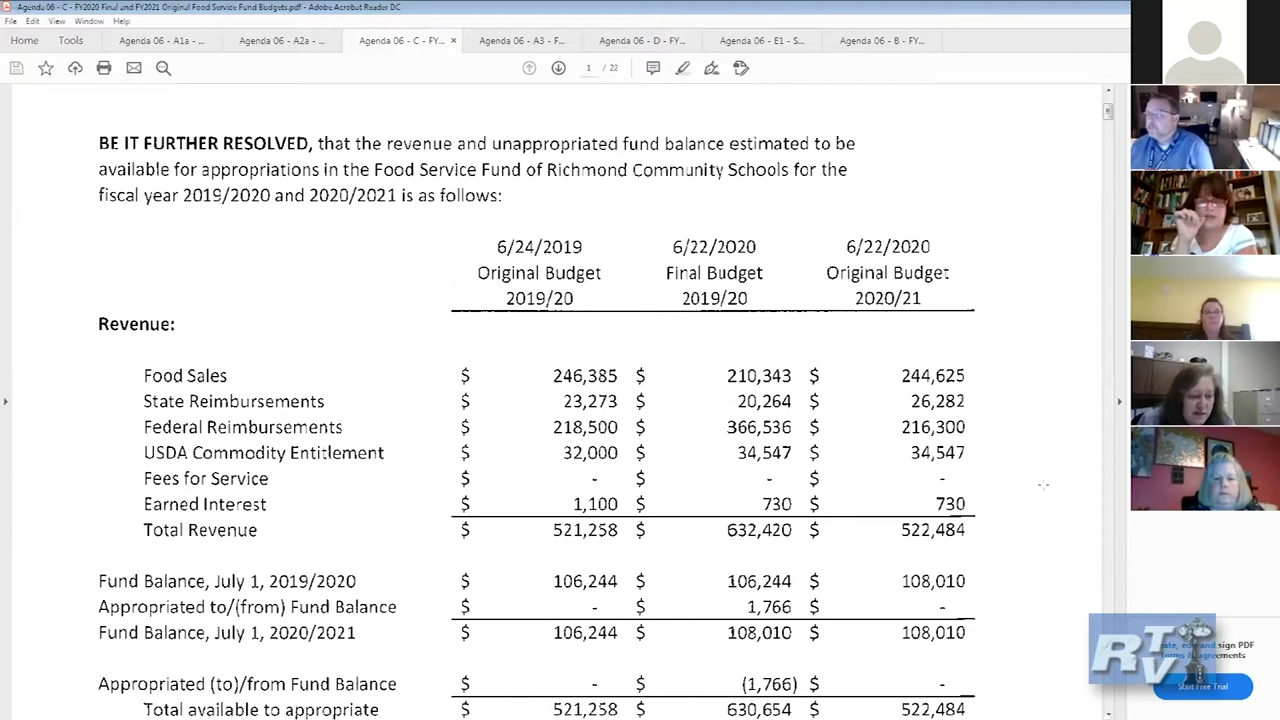 Agenda 06 - C - FY2020 Final and FY2021 Original Food Service Fund Budgets.pdf - Adobe Acrobat Reader DC
File Edit View Window Help
Home Tools Agenda 06 - A1a - ... Agenda 06 - A2a - ... Agenda 06 - C - FY... × Agenda 06 - A3 - F... Agenda 06 - D - FY... Agenda 06 - E1 - S... Agenda 06 - B - FY...
1 / 22
BE IT FURTHER RESOLVED, that the revenue and unappropriated fund balance estimated to be
available for appropriations in the Food Service Fund of Richmond Community Schools for the
fiscal year 2019/2020 and 2020/2021 is as follows:
6/24/2019 6/22/2020 6/22/2020
Original Budget Final Budget Original Budget
2019/20 2019/20 2020/21
Revenue:
Food Sales $ 246,385 $ 210,343 $ 244,625
State Reimbursements $ 23,273 $ 20,264 $ 26,282
Federal Reimbursements $ 218,500 $ 366,536 $ 216,300
USDA Commodity Entitlement $ 32,000 $ 34,547 $ 34,547
Fees for Service $ - $ - $ -
Earned Interest $ 1,100 $ 730 $ 730
Total Revenue $ 521,258 $ 632,420 $ 522,484
Fund Balance, July 1, 2019/2020 $ 106,244 $ 106,244 $ 108,010
Appropriated to/(from) Fund Balance $ - $ 1,766 $ -
Fund Balance, July 1, 2020/2021 $ 106,244 $ 108,010 $ 108,010
Appropriated (to)/from Fund Balance $ - $ (1,766) $ -
Total available to appropriate $ 521,258 $ 630,654 $ 522,484
RTV
and sign PDF
agreements
Start Free Trial